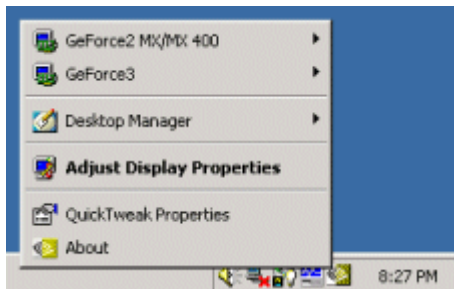 GeForce2 MX/MX 400
GeForce3
Desktop Manager
Adjust Display Properties
QuickTweak Properties
About
8:27 PM